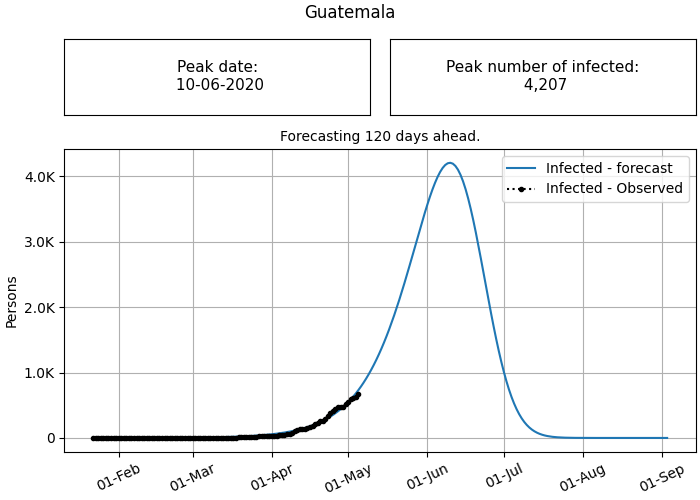 Guatemala
Peak date:
10-06-2020
Peak number of infected:
4,207
Forecasting 120 days ahead.
Infected - forecast
Infected - Observed
Persons
4.0K
3.0K
2.0K
1.0K
0
01-Feb
01-Mar
01-Apr
01-May
01-Jun
01-Jul
01-Aug
01-Sep